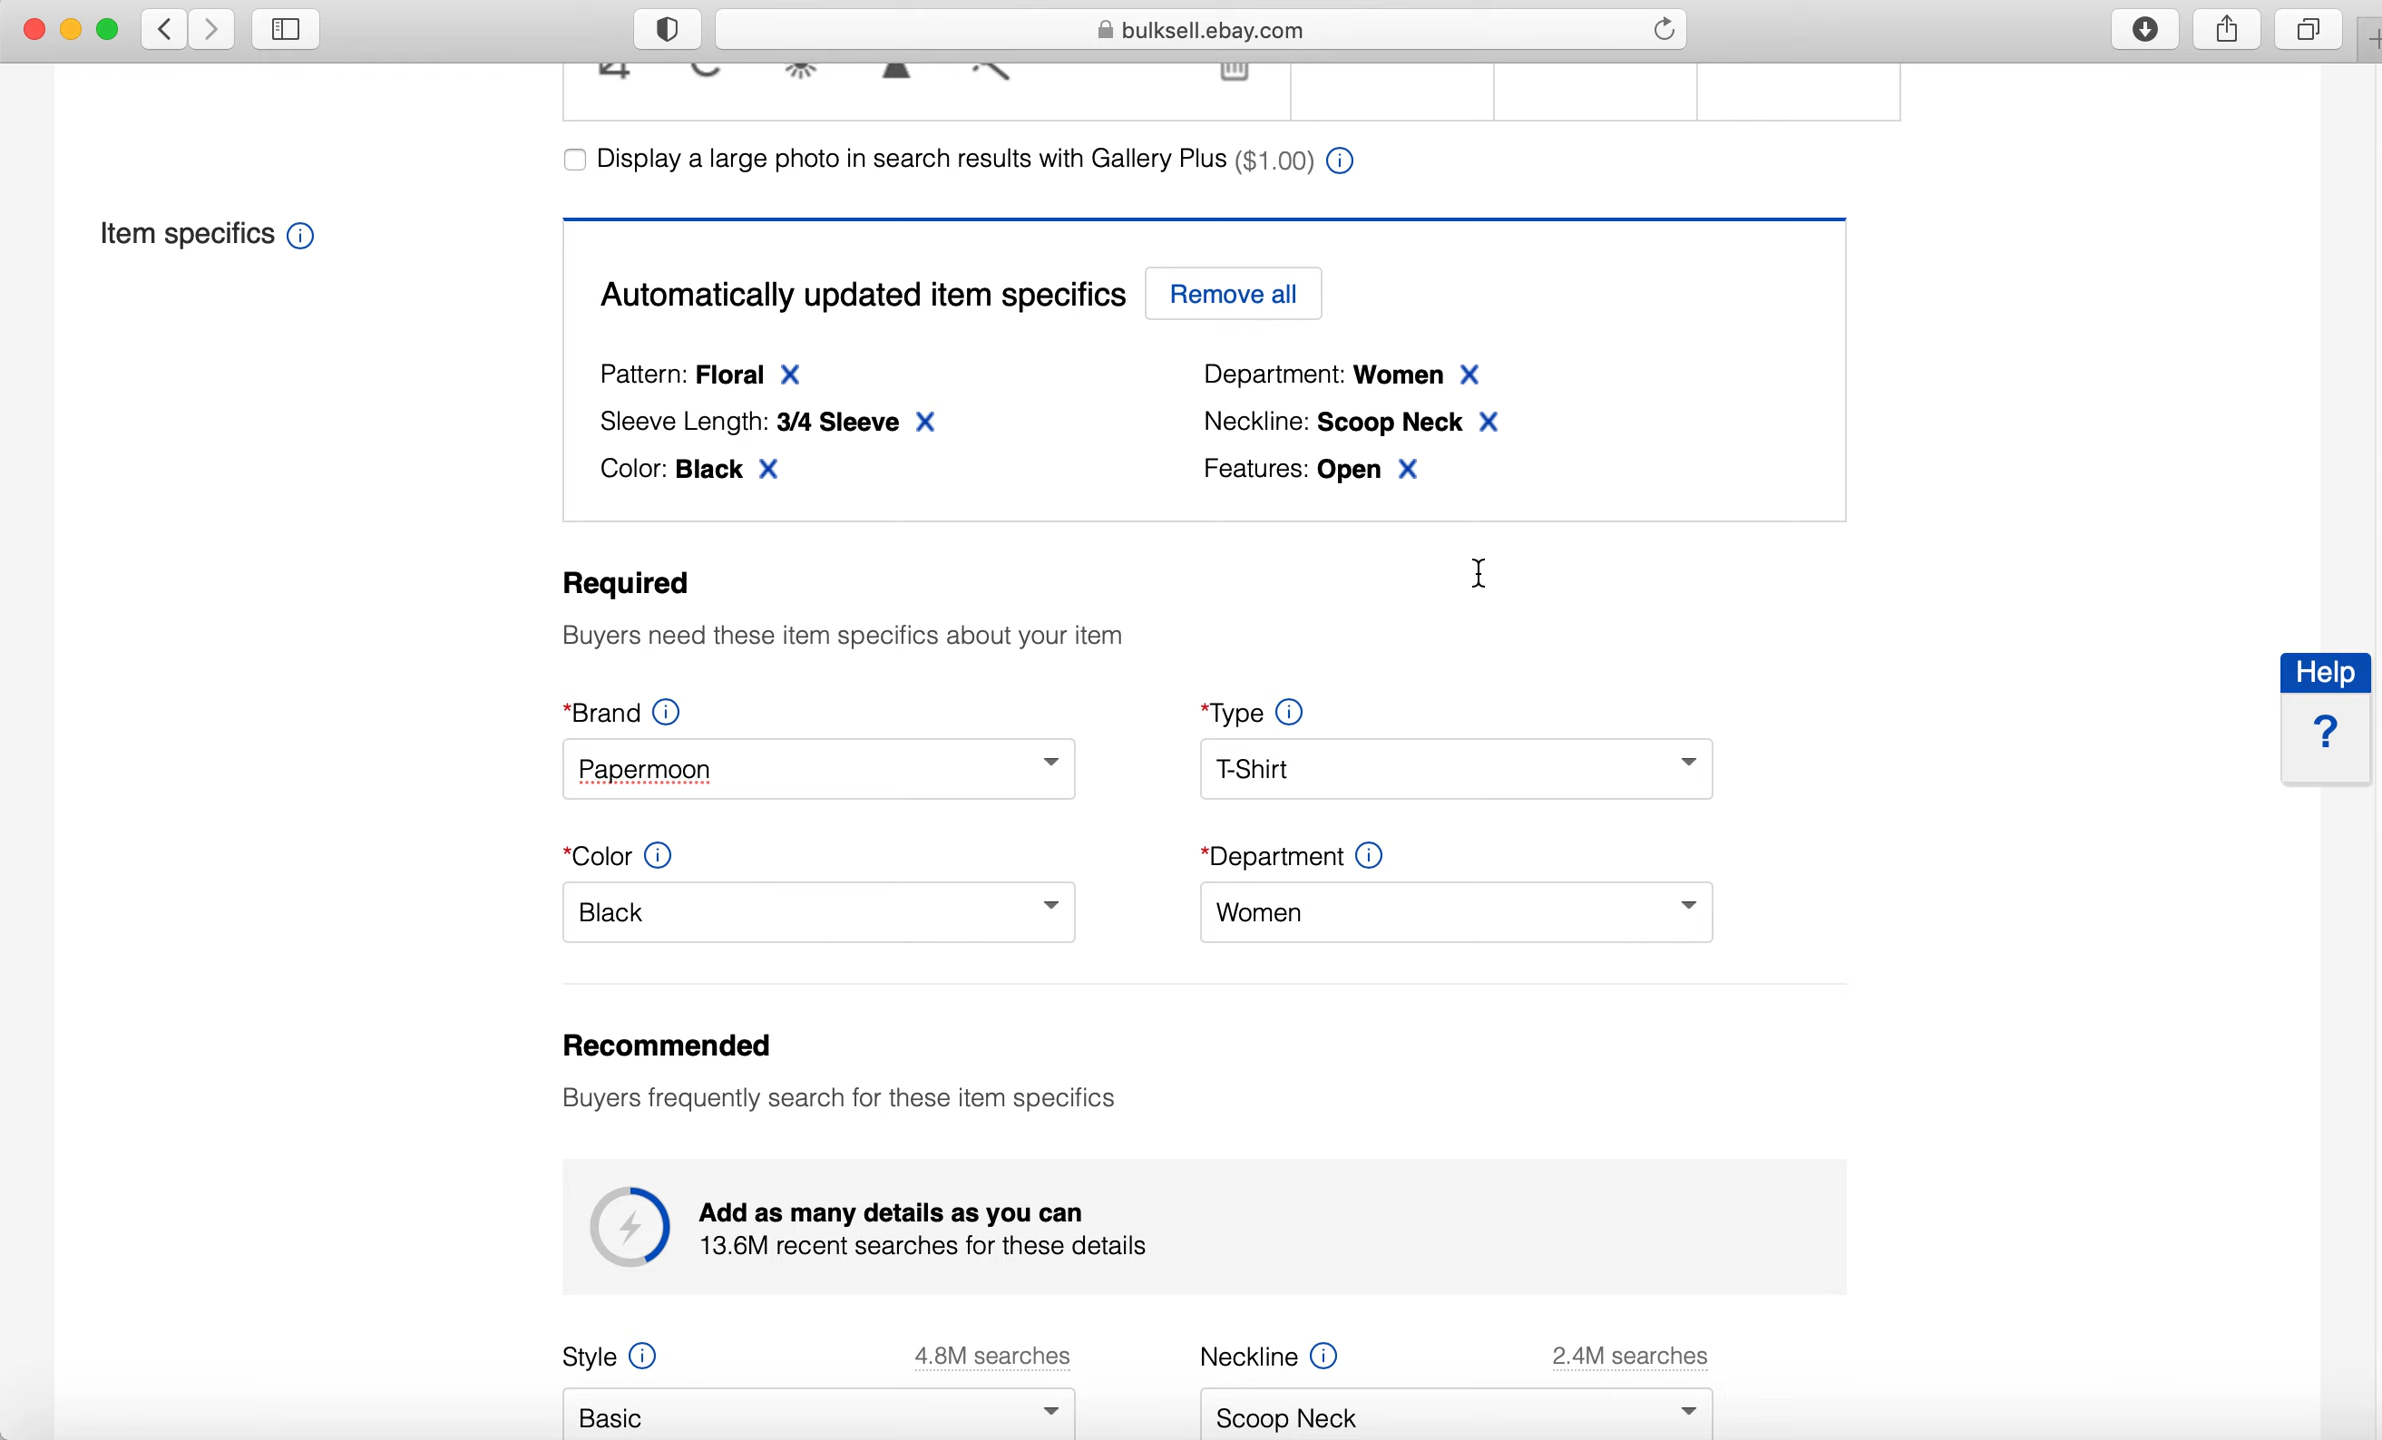 bulksell.ebay.com
Display a large photo in search results with Gallery Plus ($1.00)
Item specifics
Automatically updated item specifics Remove all
Pattern: Floral
Department: Women
Sleeve Length: 3/4 Sleeve
Neckline: Scoop Neck
Color: Black
Features: Open
Required
Buyers need these item specifics about your item
*Brand
*Type
Papermoon
T-Shirt
*Color
*Department
Black
Women
Help
?
Recommended
Buyers frequently search for these item specifics
Add as many details as you can
13.6M recent searches for these details
Style 4.8M searches
Neckline 2.4M searches
Basic
Scoop Neck